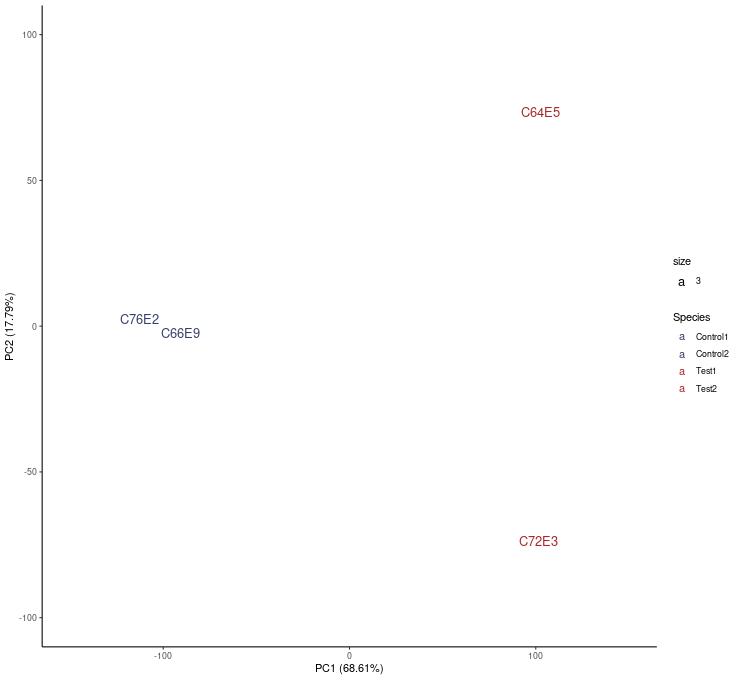 100
50
0
-50
-100
PC2 (17.79%)
C64E5
C76E2
C66E9
C72E3
-100 0 100
PC1 (68.61%)
size
a 3
Species
a Control1
a Control2
a Test1
a Test2